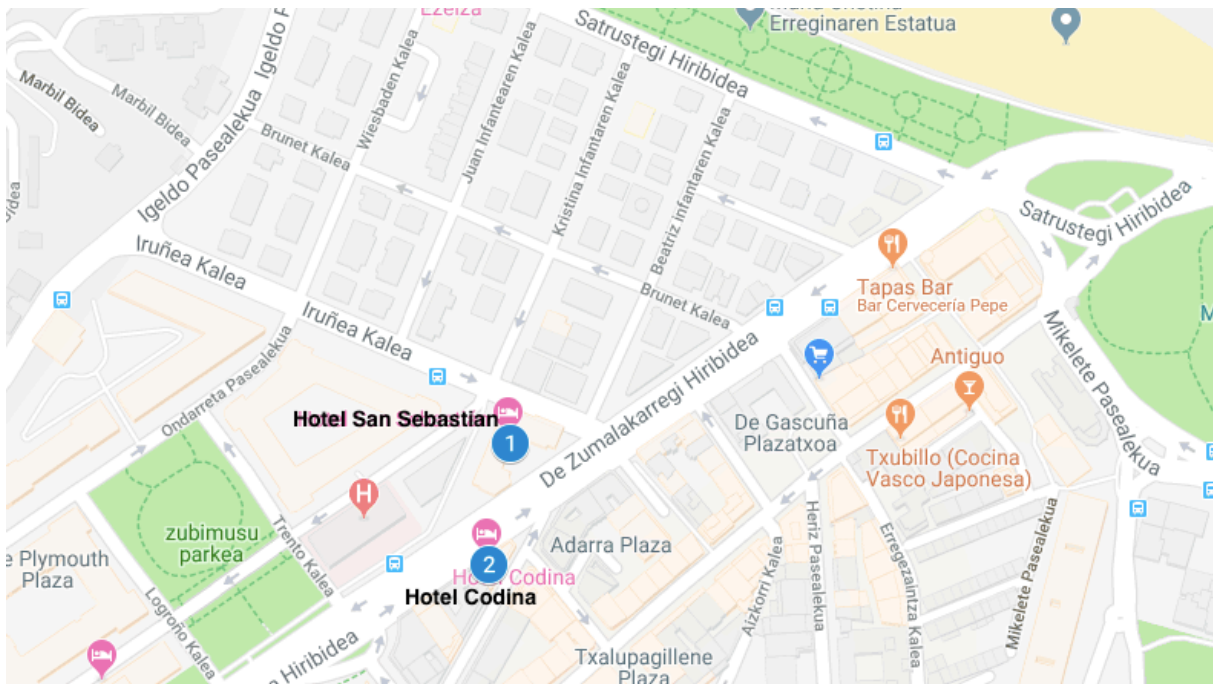 Ezeiza
Maria Cristina
Erreginaren Estatua
Satrustegi Hiribidea
Marbil Bidea
Marbil Bidea
Igeldo Pasealekua
Igeldo P
Wiesbaden Kalea
Juan Infantearen Kalea
Kristina Infantaren Kalea
Beatriz infantaren Kalea
Brunet Kalea
Bidea
Satrustegi Hiribidea
Iruñea Kalea
Iruñea Kalea
Brunet Kalea
Tapas Bar
Bar Cervecería Pepe
M
Mikelete Pasealekua
Antiguo
Ondarreta Pasealekua
Hotel San Sebastian
1
De Zumalakarregi Hiribidea
De Gascuña
Plazatxoa
Txubillo (Cocina
Vasco Japonesa)
H
zubimusu
parkea
Trento Kalea
e Plymouth
Plaza
Adarra Plaza
2
Hotel Codina
Hotel Codina
Logroño Kalea
Hiribidea
Aizkorri Kalea
Heriz Pasealekua
Erregezaintza Kalea
Mikelete Pasealekua
Txalupagillene
Plaza